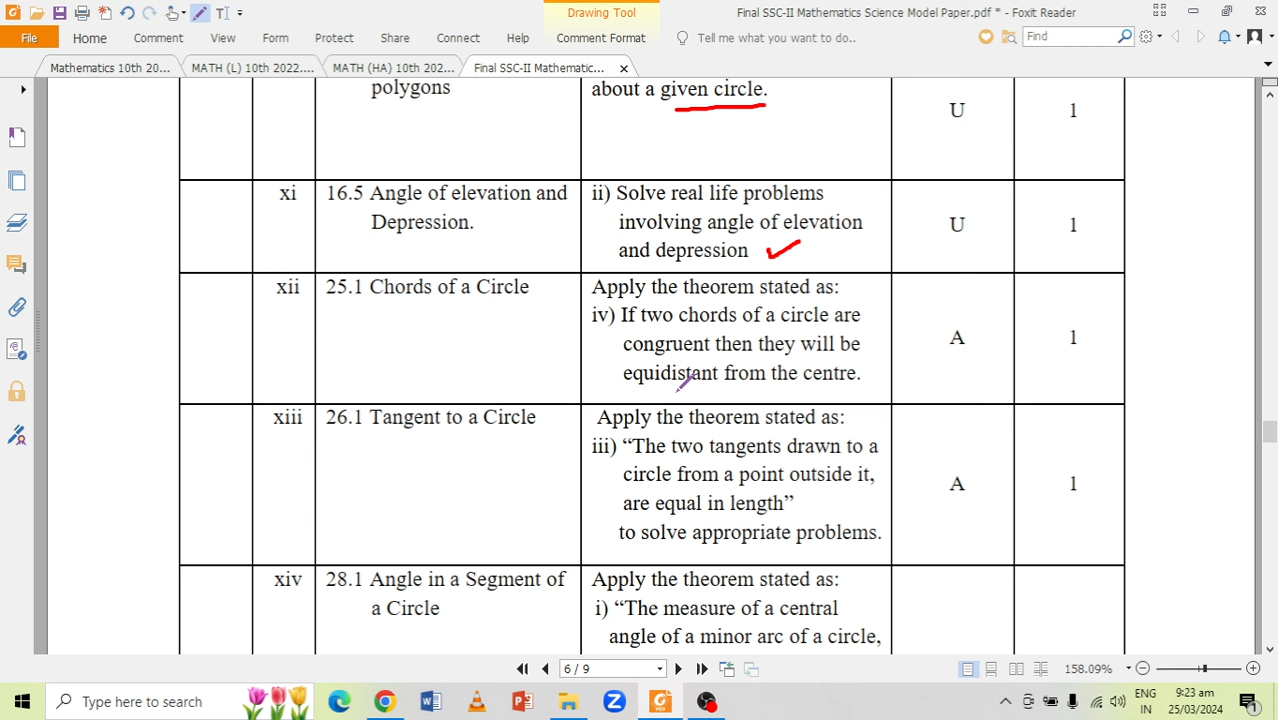 Drawing Tool
Final SSC-II Mathematics Science Model Paper.pdf * - Foxit Reader
File Home Comment View Form Protect Share Connect Help Comment Format Tell me what you want to do.. Find
Mathematics 10th 20... MATH (L) 10th 2022.... MATH (HA) 10th 202... Final SSC-II Mathematic...
polygons
about a given circle.
U 1
xi 16.5 Angle of elevation and
Depression.
ii) Solve real life problems
involving angle of elevation
and depression
U 1
xii 25.1 Chords of a Circle
Apply the theorem stated as:
iv) If two chords of a circle are
congruent then they will be
equidistant from the centre.
A 1
xiii 26.1 Tangent to a Circle
Apply the theorem stated as:
iii) “The two tangents drawn to a
circle from a point outside it,
are equal in length”
to solve appropriate problems.
A 1
xiv 28.1 Angle in a Segment of
a Circle
Apply the theorem stated as:
i) “The measure of a central
angle of a minor arc of a circle,
6 / 9
158.09%
Type here to search
ENG
IN
9:23 am
25/03/2024
1